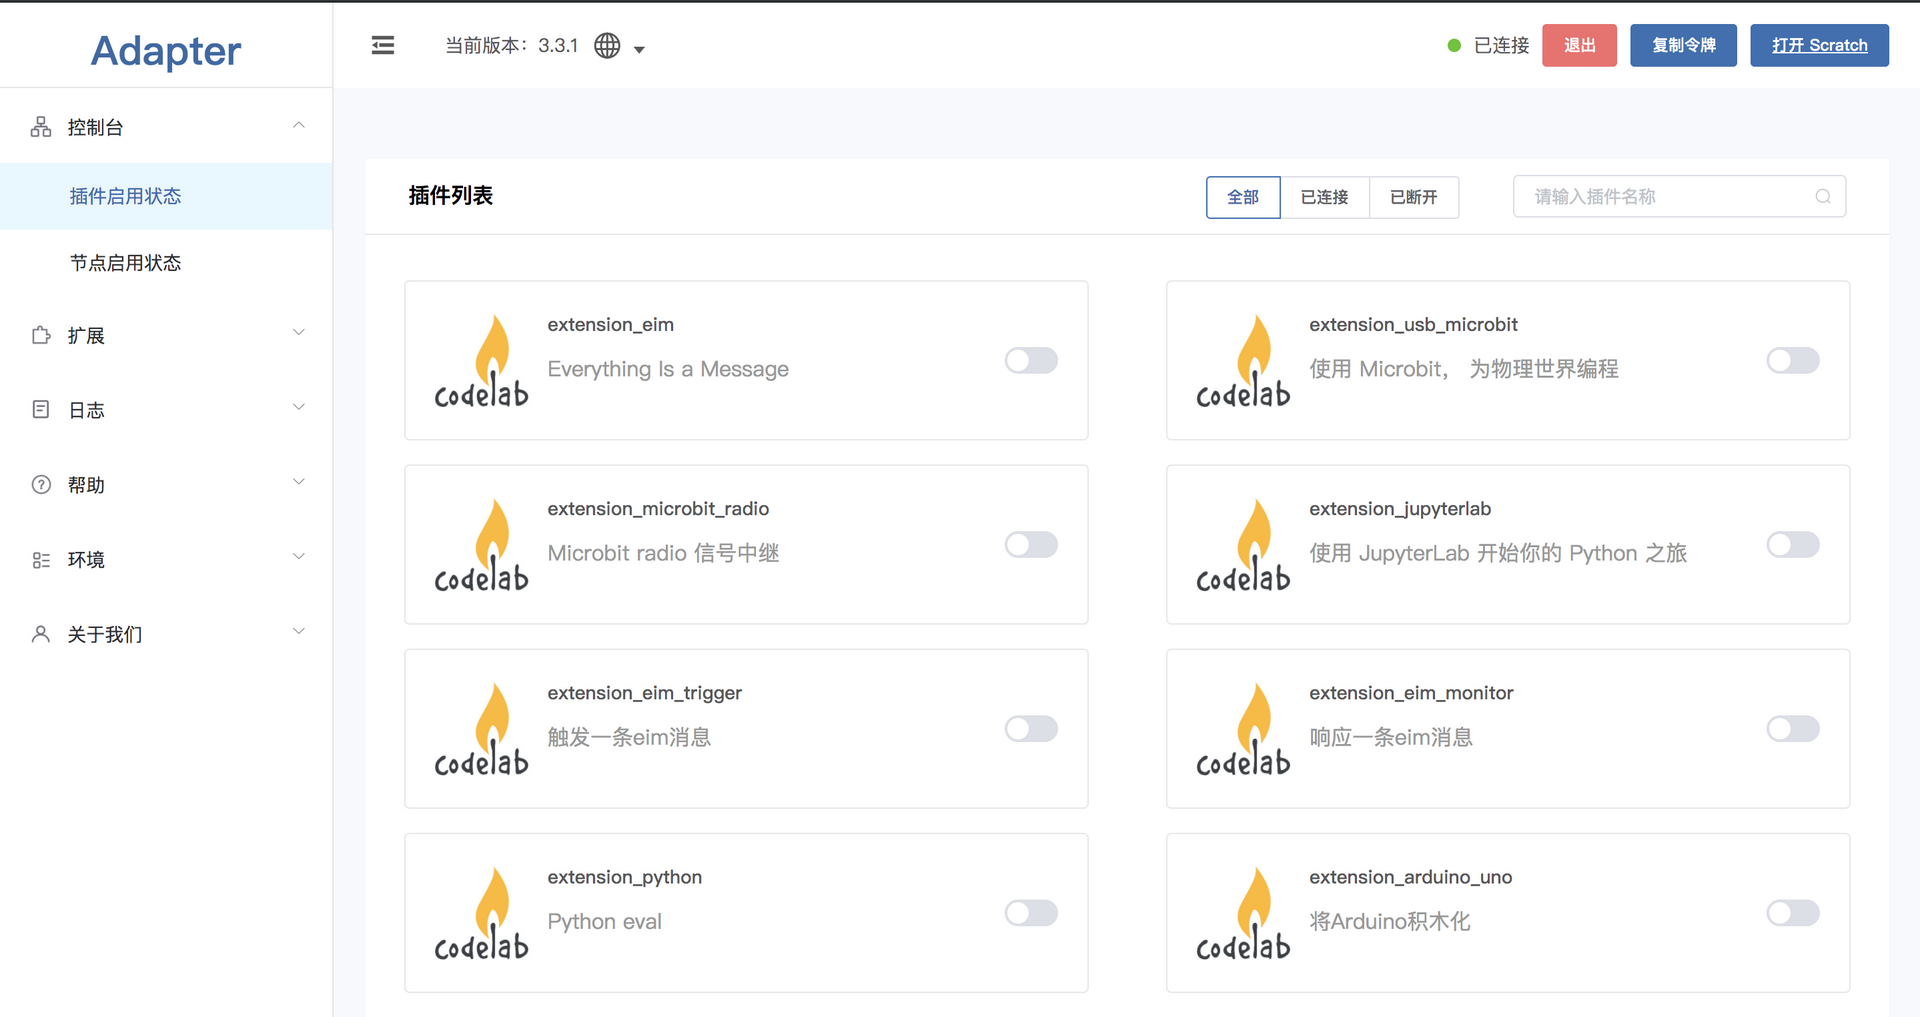 Adapter
当前版本：3.3.1
已连接
退出
复制令牌
打开 Scratch
控制台
插件启用状态
节点启用状态
扩展
日志
帮助
环境
关于我们
插件列表
全部
已连接
已断开
请输入插件名称
codelab
extension_eim
Everything Is a Message
codelab
extension_usb_microbit
使用 Microbit， 为物理世界编程
codelab
extension_microbit_radio
Microbit radio 信号中继
codelab
extension_jupyterlab
使用 JupyterLab 开始你的 Python 之旅
codelab
extension_eim_trigger
触发一条eim消息
codelab
extension_eim_monitor
响应一条eim消息
codelab
extension_python
Python eval
codelab
extension_arduino_uno
将Arduino积木化